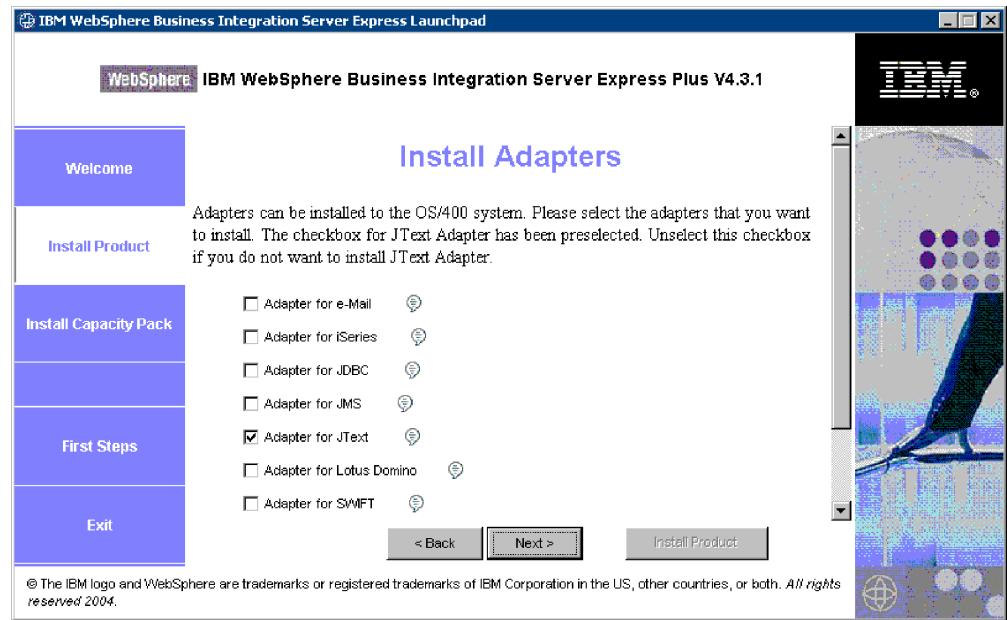 IBM WebSphere Business Integration Server Express Launchpad
WebSphere IBM WebSphere Business Integration Server Express Plus V4.3.1
IBM®
Welcome
Install Product
Install Capacity Pack
First Steps
Exit
Install Adapters
Adapters can be installed to the OS/400 system. Please select the adapters that you want
to install. The checkbox for JText Adapter has been preselected. Unselect this checkbox
if you do not want to install JText Adapter.
Adapter for e-Mail
Adapter for iSeries
Adapter for JDBC
Adapter for JMS
Adapter for JText
Adapter for Lotus Domino
Adapter for SWIFT
< Back
Next >
Install Product
© The IBM logo and WebSphere are trademarks or registered trademarks of IBM Corporation in the US, other countries, or both. All rights
reserved 2004.